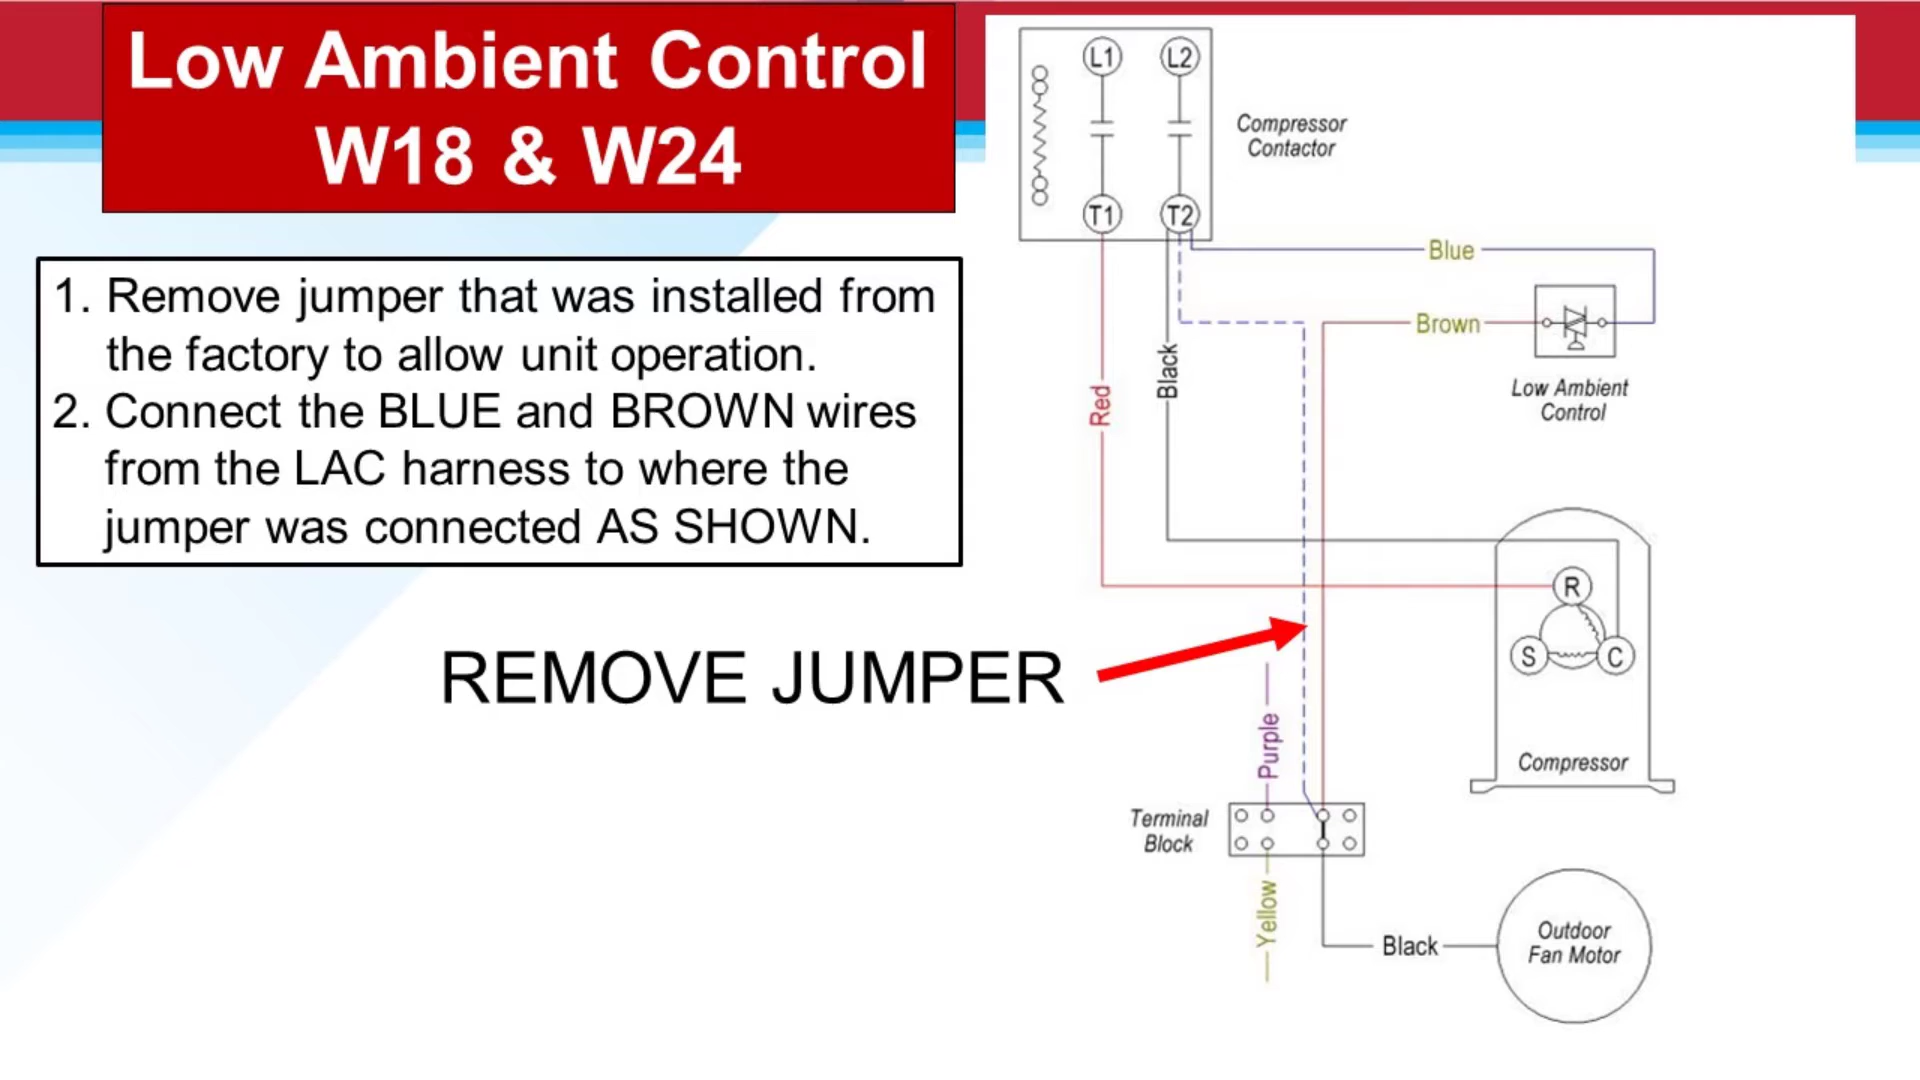 Low Ambient Control
W18 & W24
1. Remove jumper that was installed from
the factory to allow unit operation.
2. Connect the BLUE and BROWN wires
from the LAC harness to where the
jumper was connected AS SHOWN.
REMOVE JUMPER
L1
L2
Compressor
Contactor
T1
T2
Blue
Brown
Low Ambient
Control
Red
Black
R
S
C
Compressor
Purple
Terminal
Block
Yellow
Black
Outdoor
Fan Motor